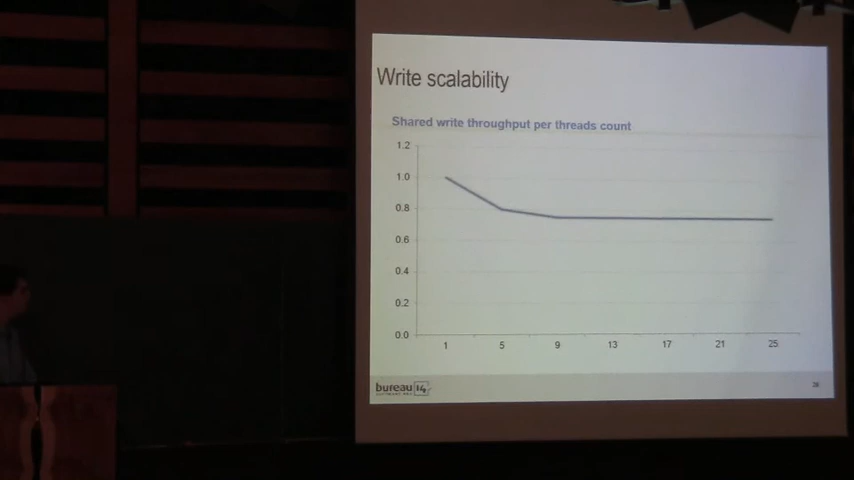 Write scalability
Shared write throughput per threads count
1.2
1.0
0.8
0.6
0.4
0.2
0.0
1 5 9 13 17 21 25
bureau 14